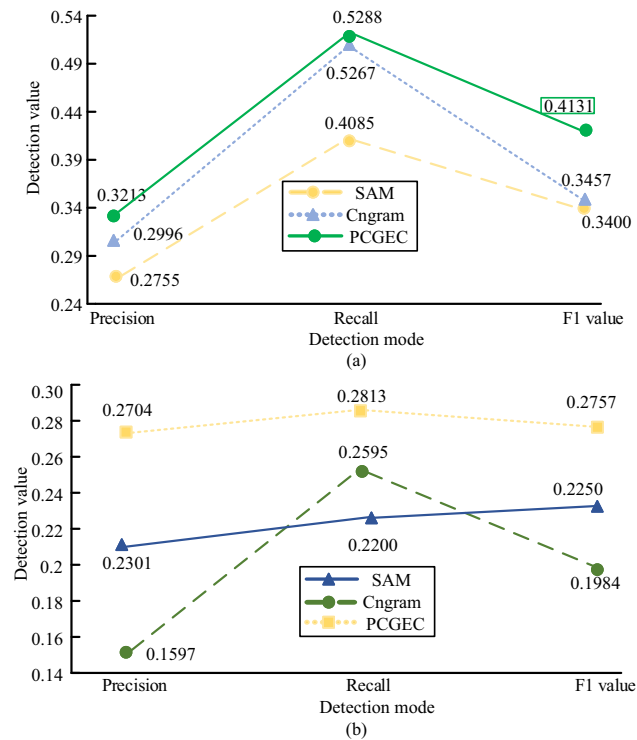 0.54
0.49
0.44
0.39
0.34
0.29
0.24
Detection value
0.5288
0.5267
0.4131
0.4085
0.3213
0.2996
0.2755
0.3457
0.3400
SAM
Cngram
PCGEC
Precision
Recall
F1 value
Detection mode
(a)
0.30
0.28
0.26
0.24
0.22
0.2
0.18
0.16
0.14
Detection value
0.2704
0.2813
0.2757
0.2595
0.2250
0.2301
0.2200
0.1984
0.1597
SAM
Cngram
PCGEC
Precision
Recall
F1 value
Detection mode
(b)